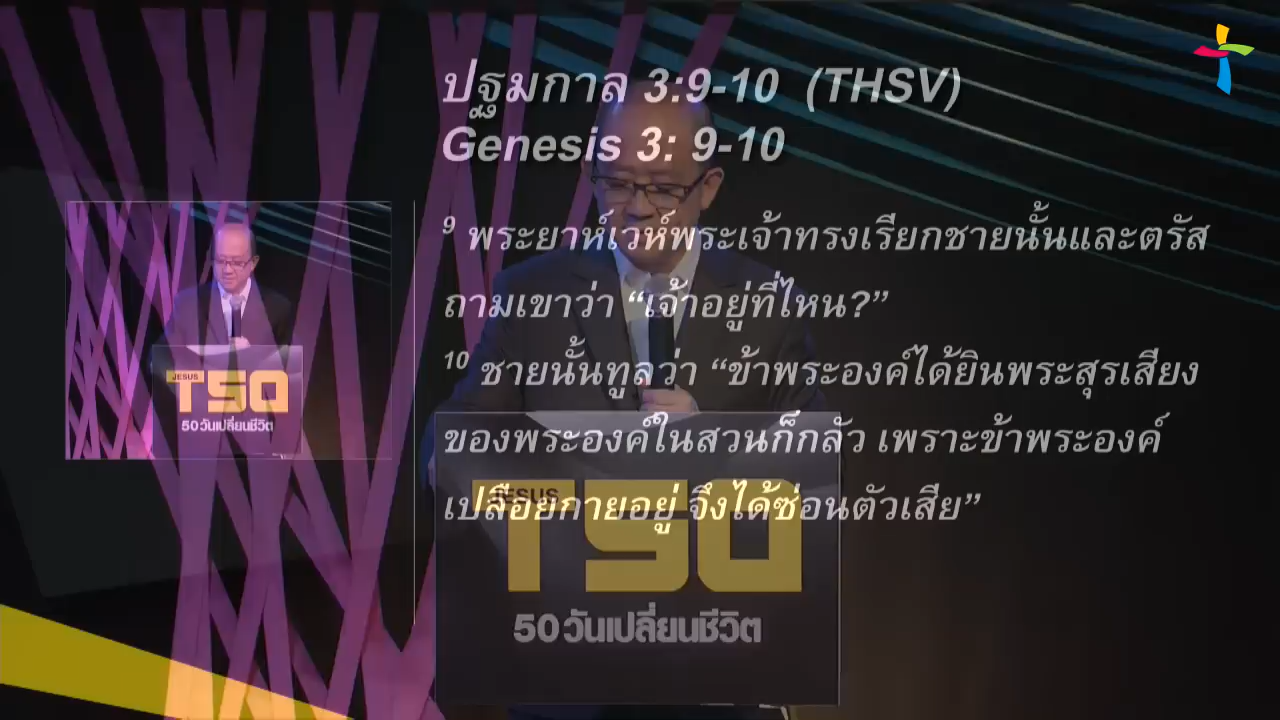 ปฐมกาล 3:9-10 (THSV)
Genesis 3: 9-10
9 พระยาห์เวห์พระเจ้าทรงเรียกชายนั้นและตรัส
ถามเขาว่า “เจ้าอยู่ที่ไหน?”
10 ชายนั้นทูลว่า “ข้าพระองค์ได้ยินพระสุรเสียง
ของพระองค์ในสวนก็กลัว เพราะข้าพระองค์
เปลือยกายอยู่ จึงได้ซ่อนตัวเสีย”
JESUS
T50
50วันเปลี่ยนชีวิต
JESUS
T50
50วันเปลี่ยนชีวิต